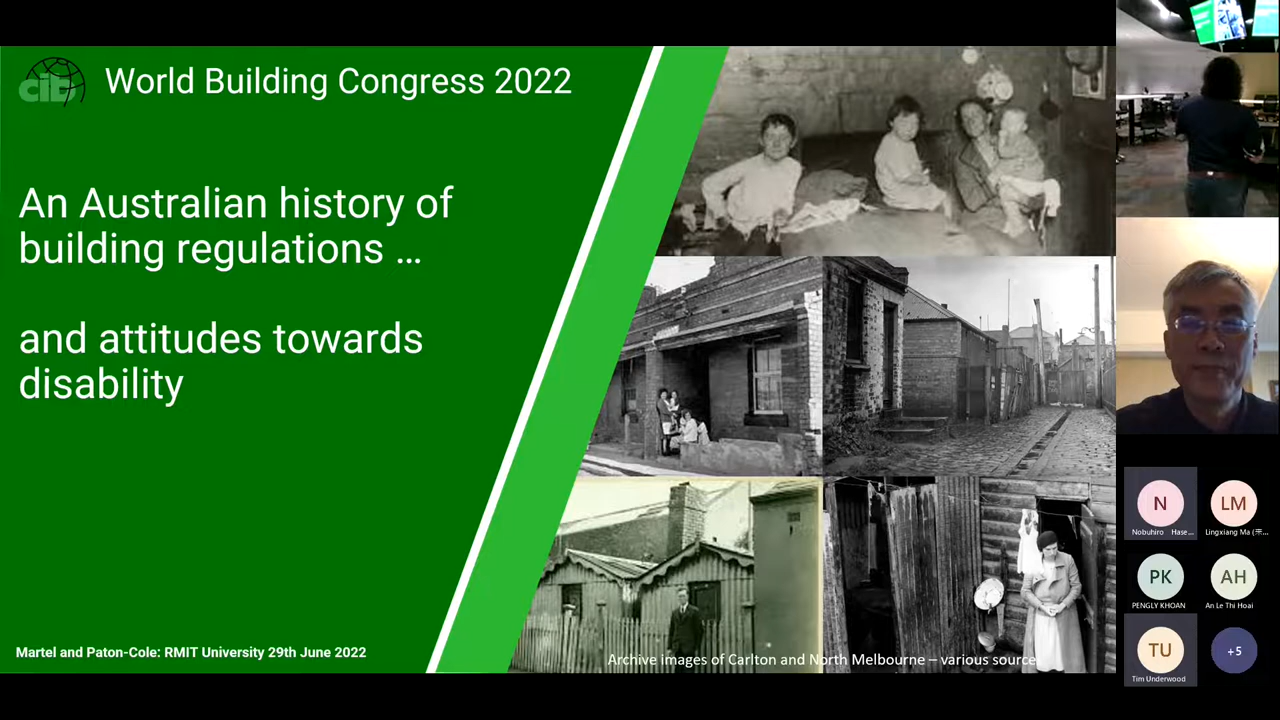 cib
World Building Congress 2022
An Australian history of
building regulations ...
and attitudes towards
disability
Martel and Paton-Cole: RMIT University 29th June 2022
Archive images of Carlton and North Melbourne – various sources
N
Nobuhiro Hase...
LM
Lingxiang Ma
PK
PENGLY KHOAN
AH
An Le Thi Hoai
TU
Tim Underwood
+5